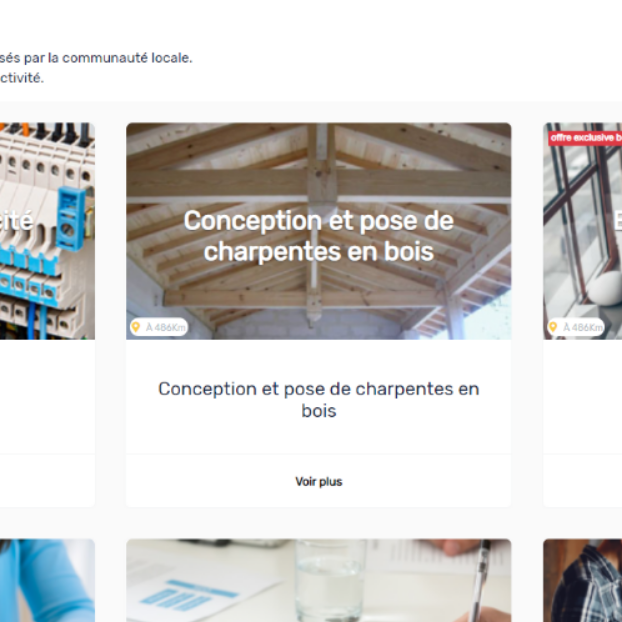 sés par la communauté locale.
ctivité.
cité
Conception et pose de
charpentes en bois
offre exclusive b
E
À 486Km
À 486Km
Conception et pose de charpentes en
bois
Voir plus